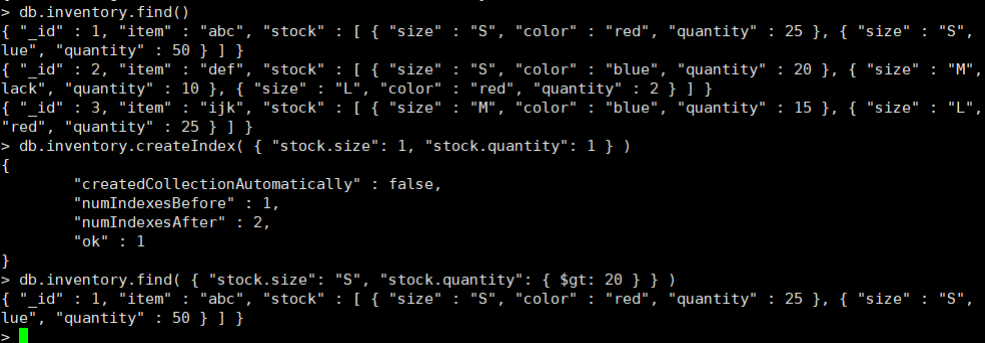 > db.inventory.find()
{ "_id" : 1, "item" : "abc", "stock" : [ { "size" : "S", "color" : "red", "quantity" : 25 }, { "size" : "S",
lue", "quantity" : 50 } ] }
{ "_id" : 2, "item" : "def", "stock" : [ { "size" : "S", "color" : "blue", "quantity" : 20 }, { "size" : "M",
lack", "quantity" : 10 }, { "size" : "L", "color" : "red", "quantity" : 2 } ] }
{ "_id" : 3, "item" : "ijk", "stock" : [ { "size" : "M", "color" : "blue", "quantity" : 15 }, { "size" : "L",
"red", "quantity" : 25 } ] }
> db.inventory.createIndex( { "stock.size": 1, "stock.quantity": 1 } )
{
        "createdCollectionAutomatically" : false,
        "numIndexesBefore" : 1,
        "numIndexesAfter" : 2,
        "ok" : 1
}
> db.inventory.find( { "stock.size": "S", "stock.quantity": { $gt: 20 } } )
{ "_id" : 1, "item" : "abc", "stock" : [ { "size" : "S", "color" : "red", "quantity" : 25 }, { "size" : "S",
lue", "quantity" : 50 } ] }
>